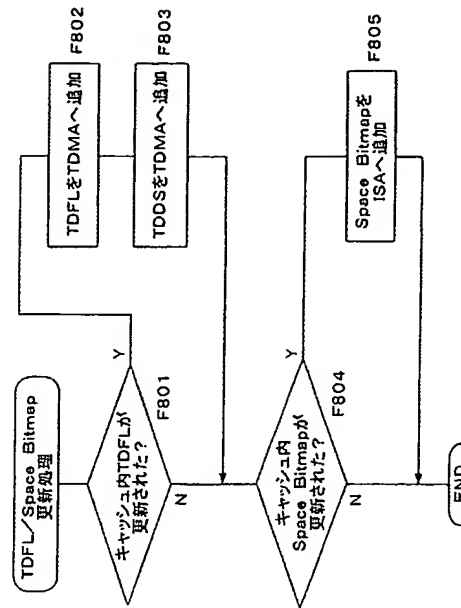 TDFL/Space Bitmap
更新処理
キャッシュ内TDFLが
更新された?
F801
Y
N
TDFLをTDMAへ追加
F802
TDDSをTDMAへ追加
F803
キャッシュ内
Space Bitmapが
更新された?
F804
Y
N
Space Bitmapを
ISAへ追加
F805
END